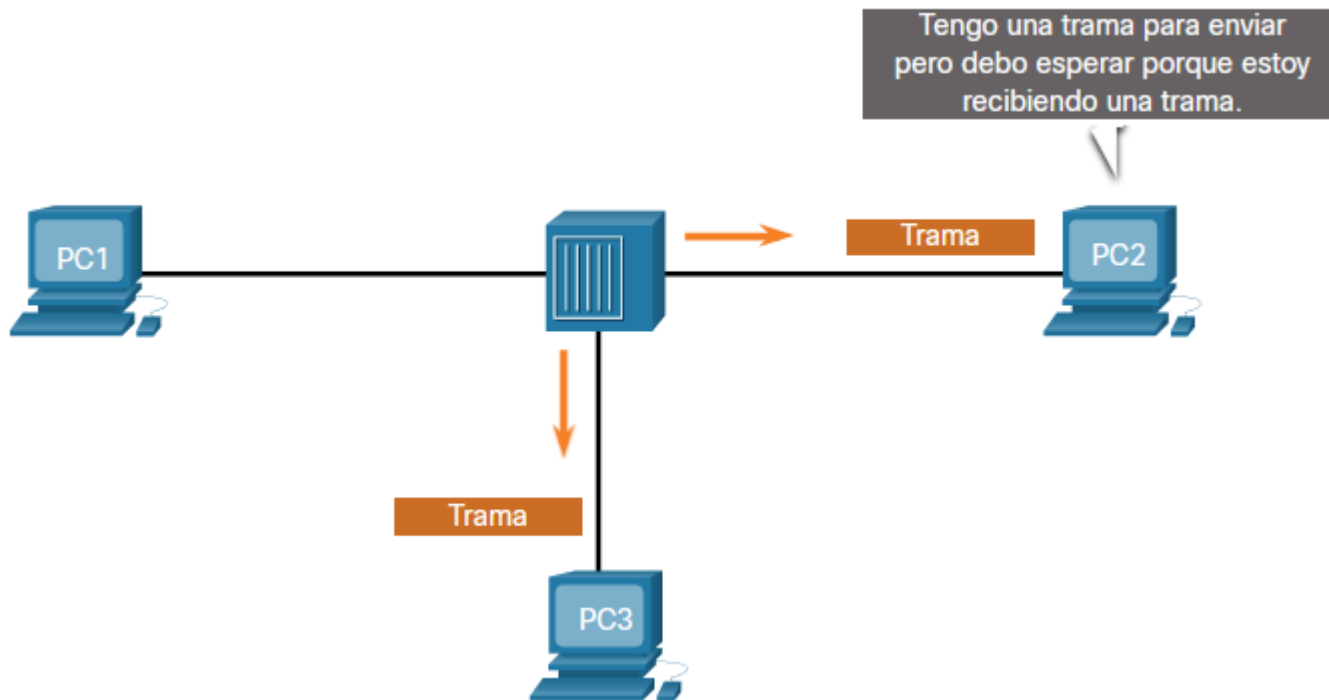 Tengo una trama para enviar
pero debo esperar porque estoy
recibiendo una trama.
PC1
Trama
PC2
Trama
PC3